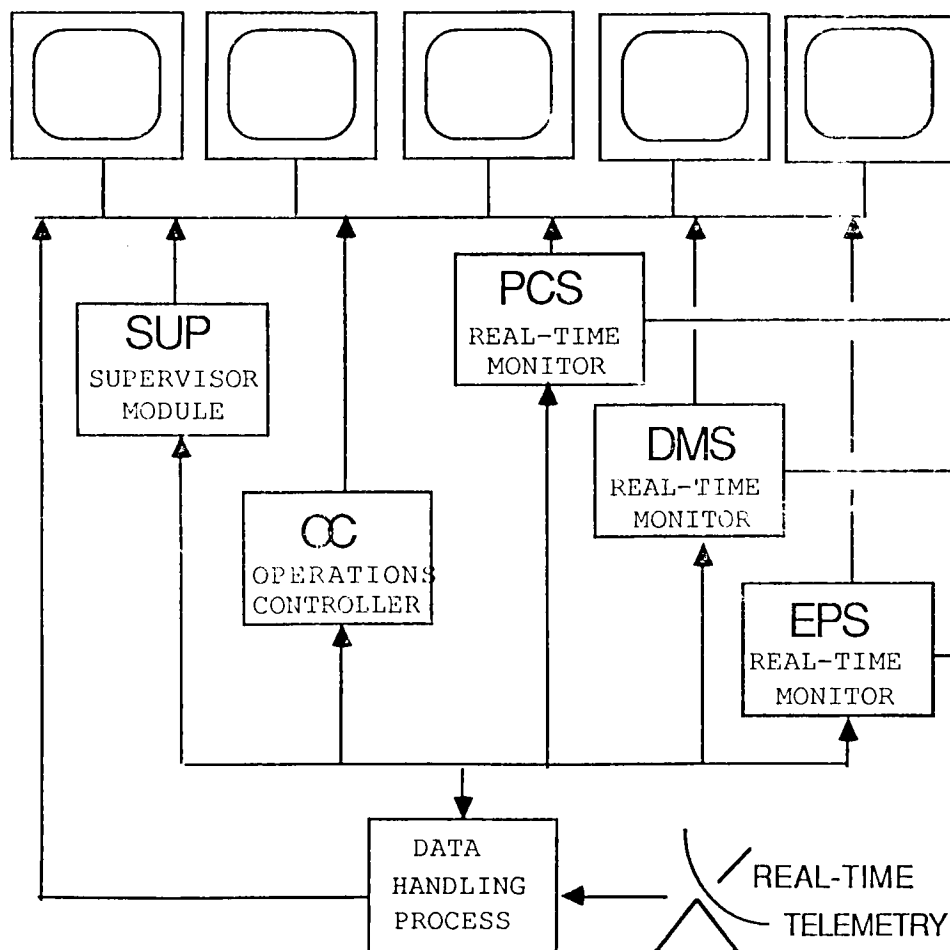 PCS
REAL-TIME
MONITOR
SUP
SUPERVISOR
MODULE
DMS
REAL-TIME
MONITOR
OC
OPERATIONS
CONTROLLER
EPS
REAL-TIME
MONITOR
DATA
HANDLING
PROCESS
REAL-TIME
TELEMETRY